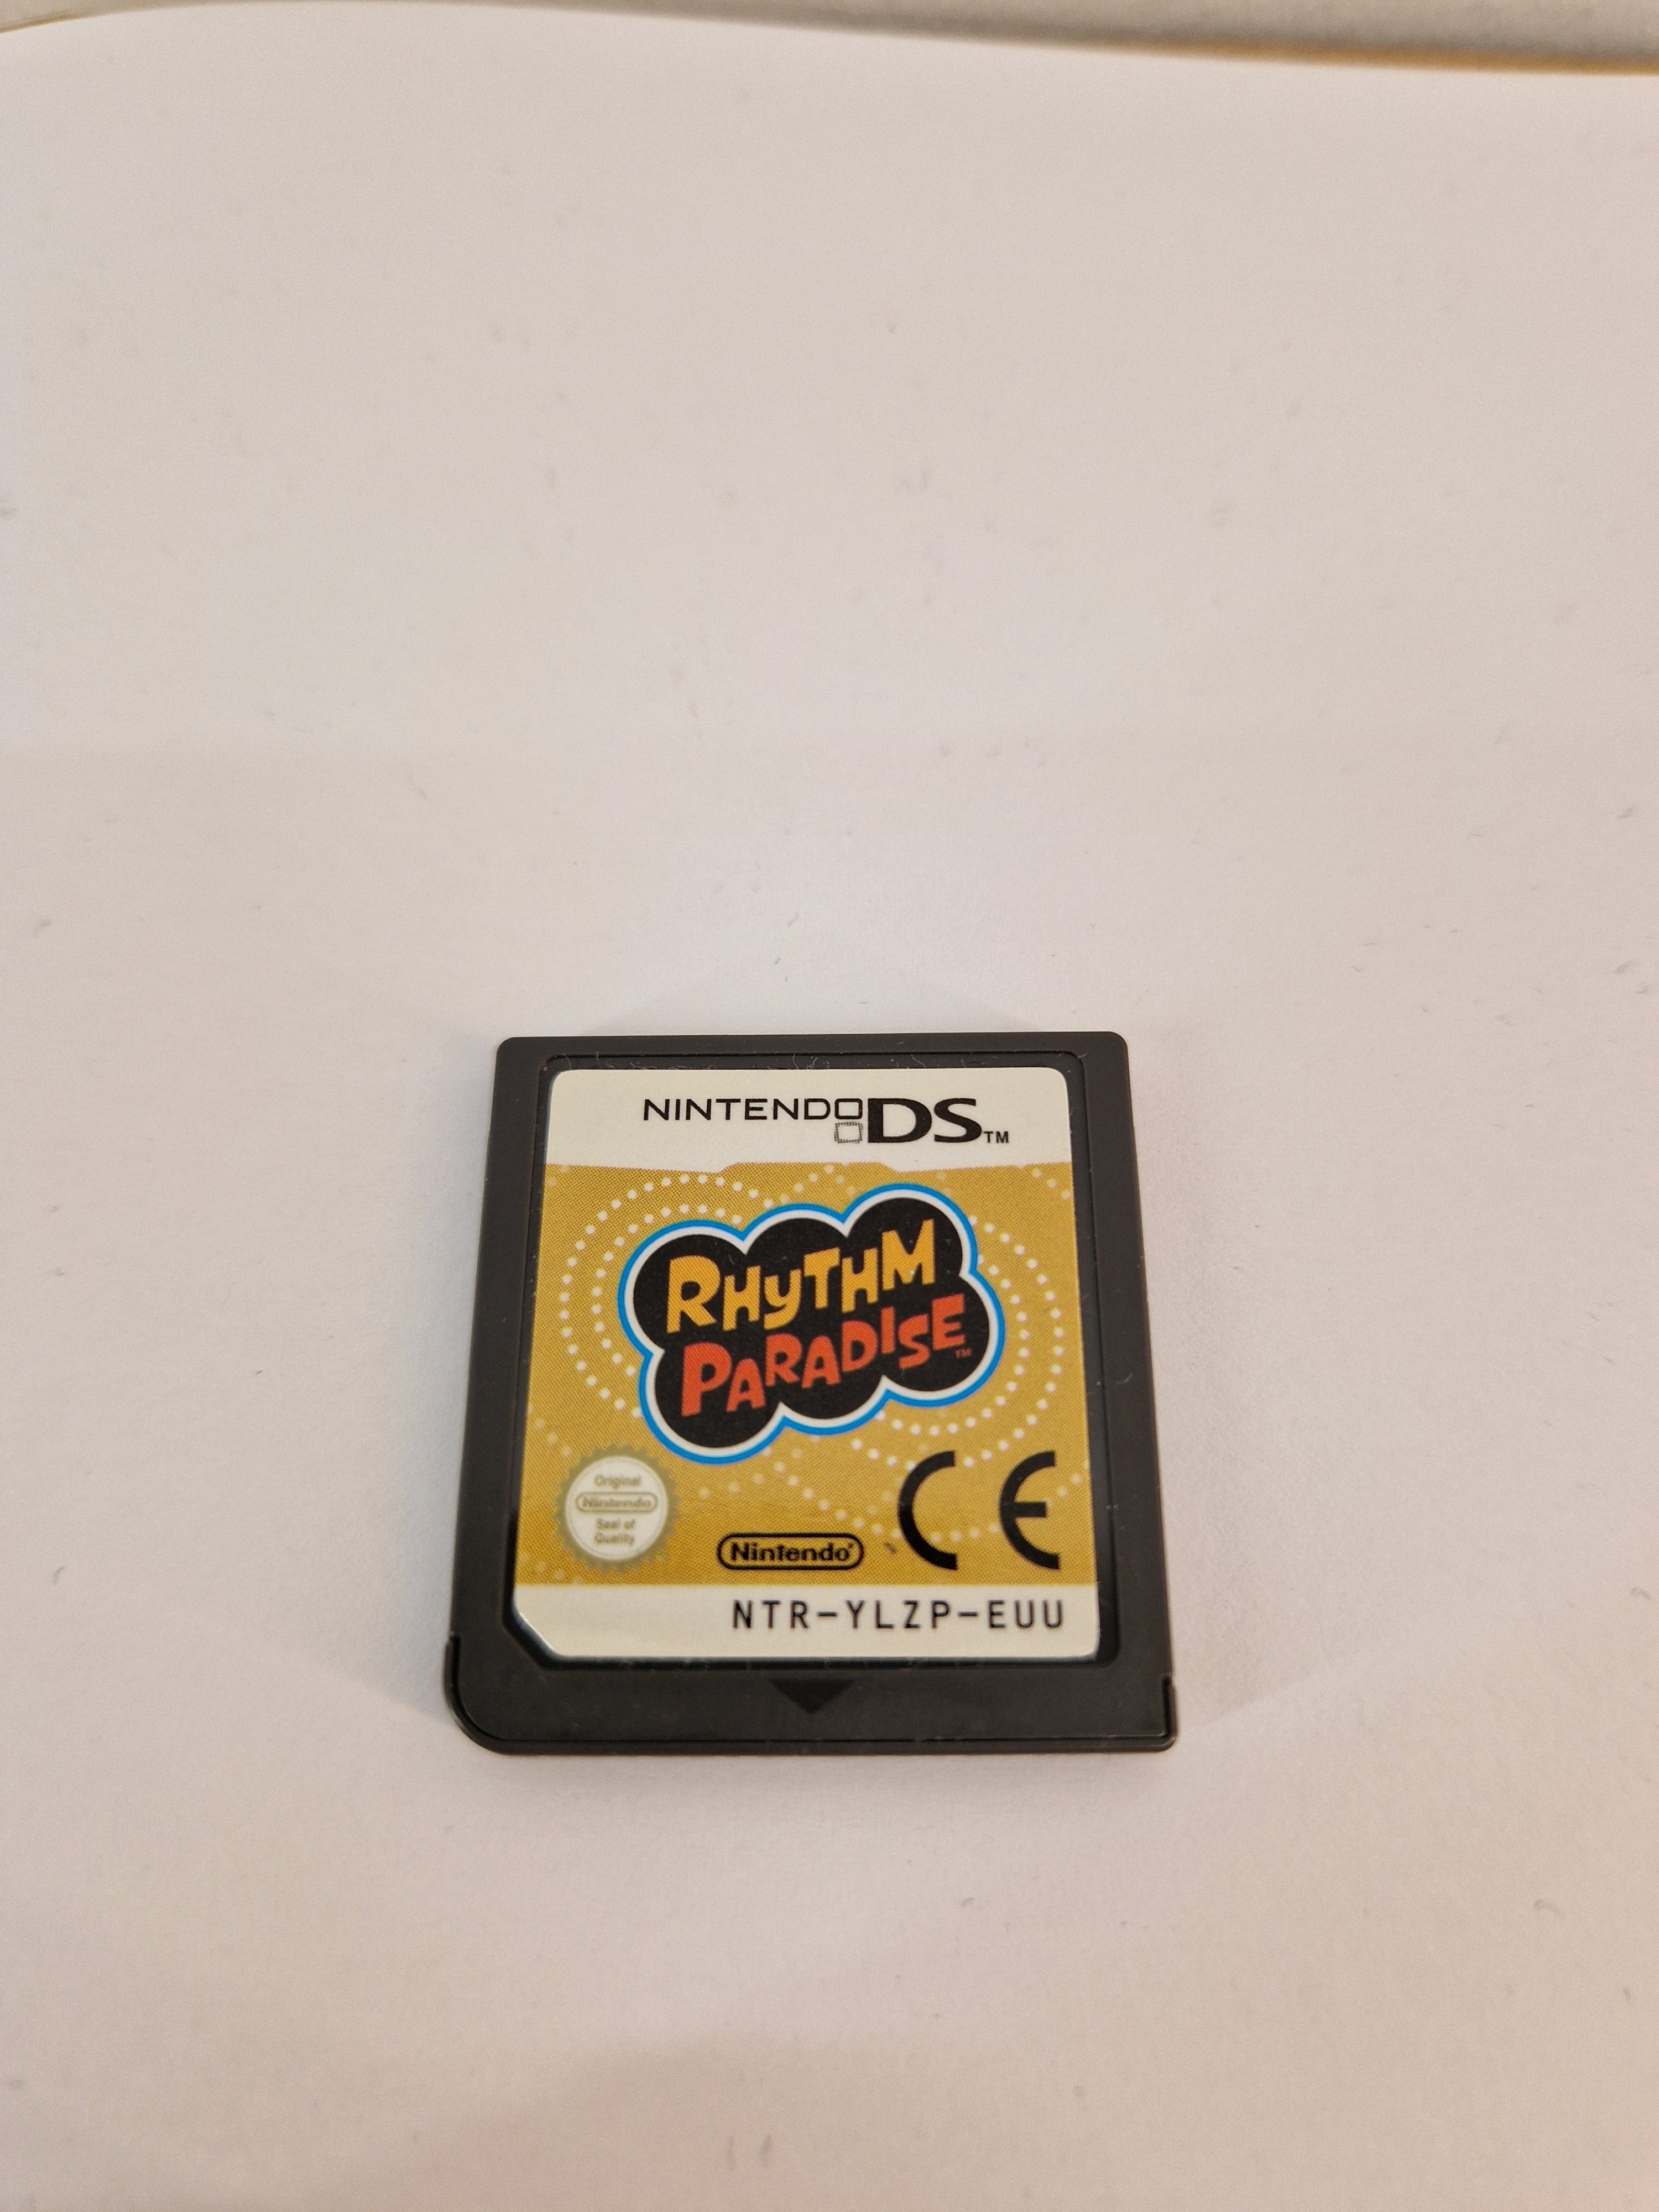 NINTENDO DS™
RHYTHM
PARADISE™
Original
Nintendo
Seal of
Quality
Nintendo®
CE
NTR-YLZP-EUU